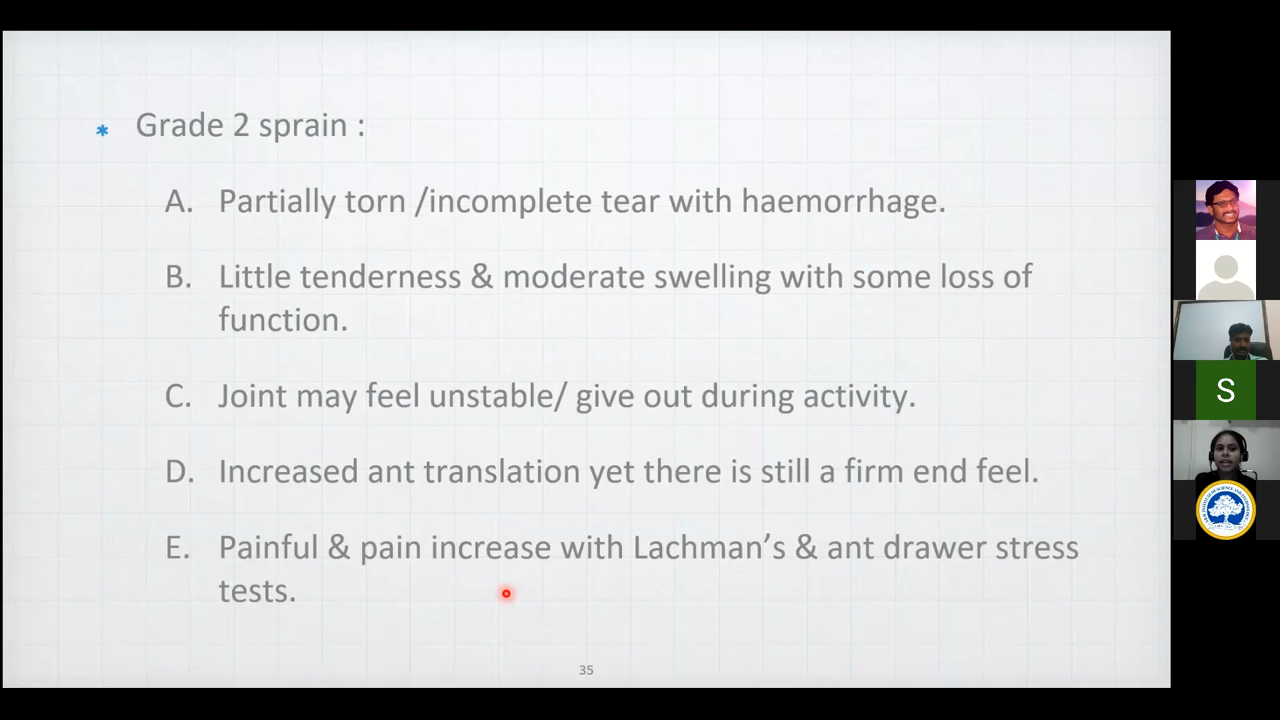 * Grade 2 sprain :
A. Partially torn /incomplete tear with haemorrhage.
B. Little tenderness & moderate swelling with some loss of
function.
C. Joint may feel unstable/ give out during activity.
D. Increased ant translation yet there is still a firm end feel.
E. Painful & pain increase with Lachman’s & ant drawer stress
tests.
35
S